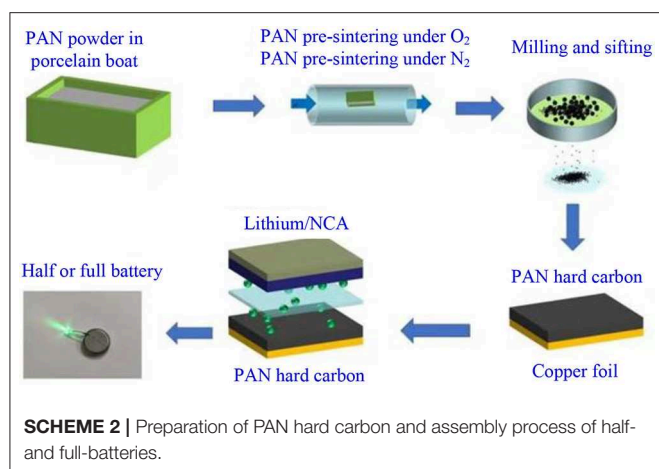 PAN powder in
porcelain boat
PAN pre-sintering under O₂
PAN pre-sintering under N₂
Milling and sifting
Lithium/NCA
Half or full battery
PAN hard carbon
PAN hard carbon
Copper foil
SCHEME 2 | Preparation of PAN hard carbon and assembly process of half-
and full-batteries.